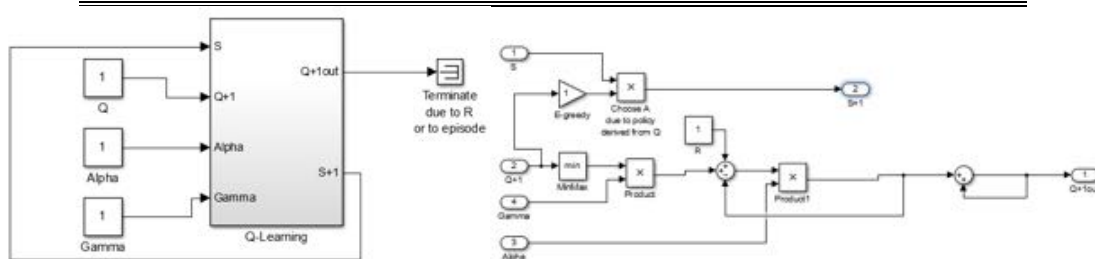 S
Q+1
Alpha
Gamma
Q+1out
S+1
1
Q
1
Alpha
1
Gamma
Q-Learning
Terminate
due to R
or to episode
1
S
1
E-greedy
×
Choose A
due to policy
derived from Q
2
S+1
1
R
2
Q+1
min
MinMax
×
Product
4
Gamma
3
Alpha
×
Product1
1
Q+1out